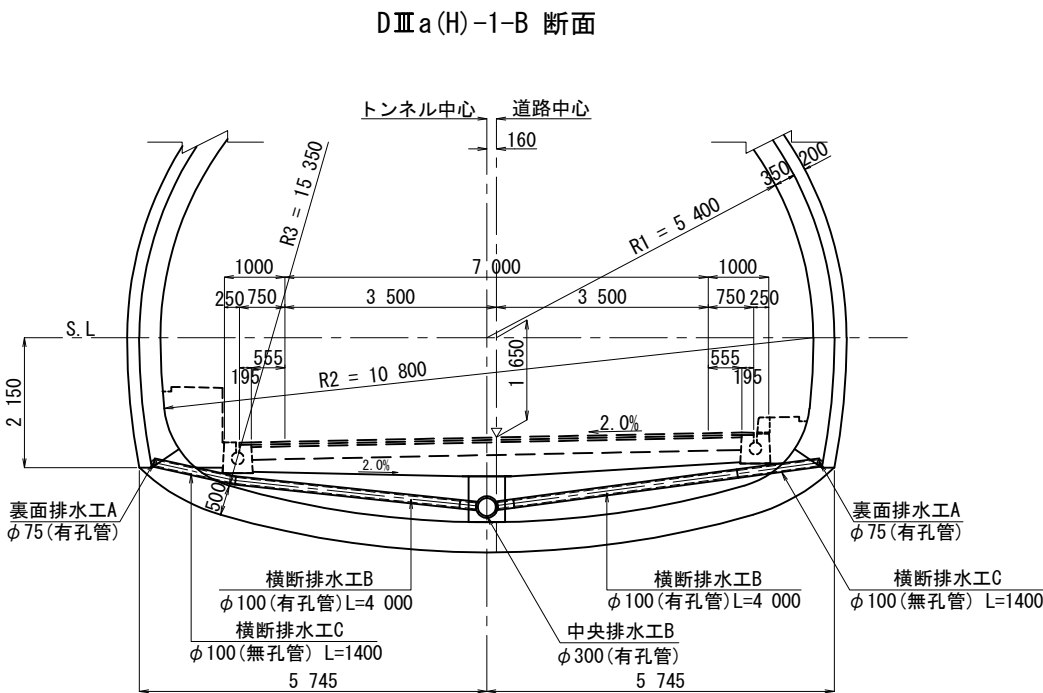 DⅢa(H)-1-B 断面
トンネル中心
道路中心
160
R3 = 15 350
350
200
R1 = 5 400
1000
7 000
1000
250
750
3 500
3 500
750
250
S.L
555
1 650
555
195
R2 = 10 800
195
2 150
2.0%
2.0%
500
裏面排水工A
φ75(有孔管)
裏面排水工A
φ75(有孔管)
横断排水工B
φ100(有孔管)L=4 000
横断排水工B
φ100(有孔管)L=4 000
横断排水工C
φ100(無孔管) L=1400
横断排水工C
φ100(無孔管) L=1400
中央排水工B
φ300(有孔管)
5 745
5 745